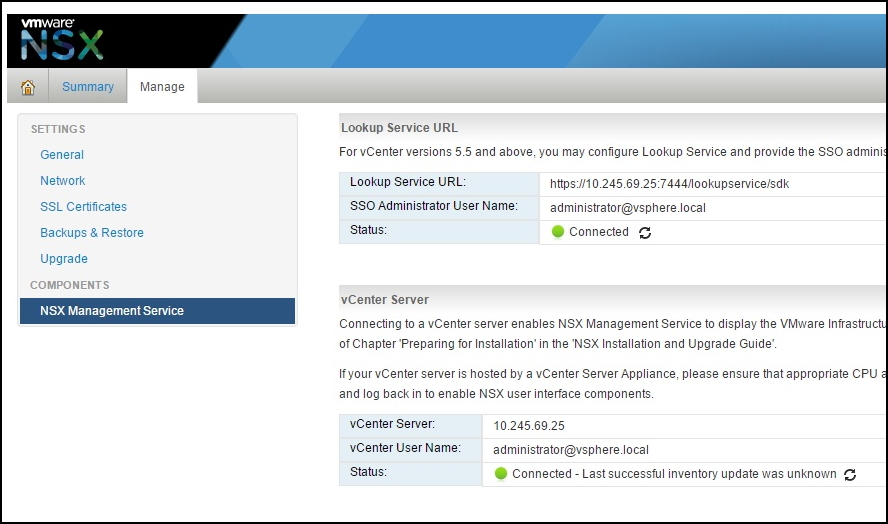 vmware
NSX
Summary
Manage
SETTINGS
General
Network
SSL Certificates
Backups & Restore
Upgrade
COMPONENTS
NSX Management Service
Lookup Service URL
For vCenter versions 5.5 and above, you may configure Lookup Service and provide the SSO adminis
Lookup Service URL: https://10.245.69.25:7444/lookupservice/sdk
SSO Administrator User Name: administrator@vsphere.local
Status: Connected
vCenter Server
Connecting to a vCenter server enables NSX Management Service to display the VMware Infrastructu
of Chapter 'Preparing for Installation' in the 'NSX Installation and Upgrade Guide'.
If your vCenter server is hosted by a vCenter Server Appliance, please ensure that appropriate CPU a
and log back in to enable NSX user interface components.
vCenter Server: 10.245.69.25
vCenter User Name: administrator@vsphere.local
Status: Connected - Last successful inventory update was unknown